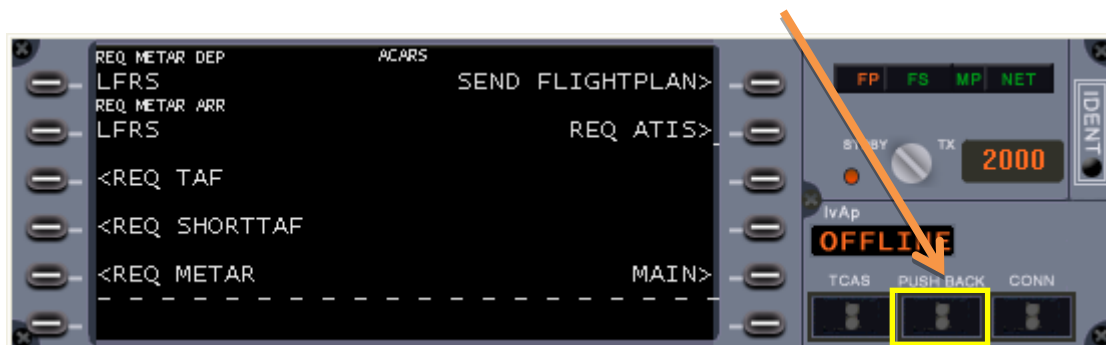 REQ METAR DEP ACARS
LFRS SEND FLIGHTPLAN>
REQ METAR ARR
LFRS REQ ATIS>
<REQ TAF
<REQ SHORTTAF
<REQ METAR MAIN>
FP FS MP NET
IDENT
STBY TX 2000
IvAp
OFFLINE
TCAS PUSH BACK CONN